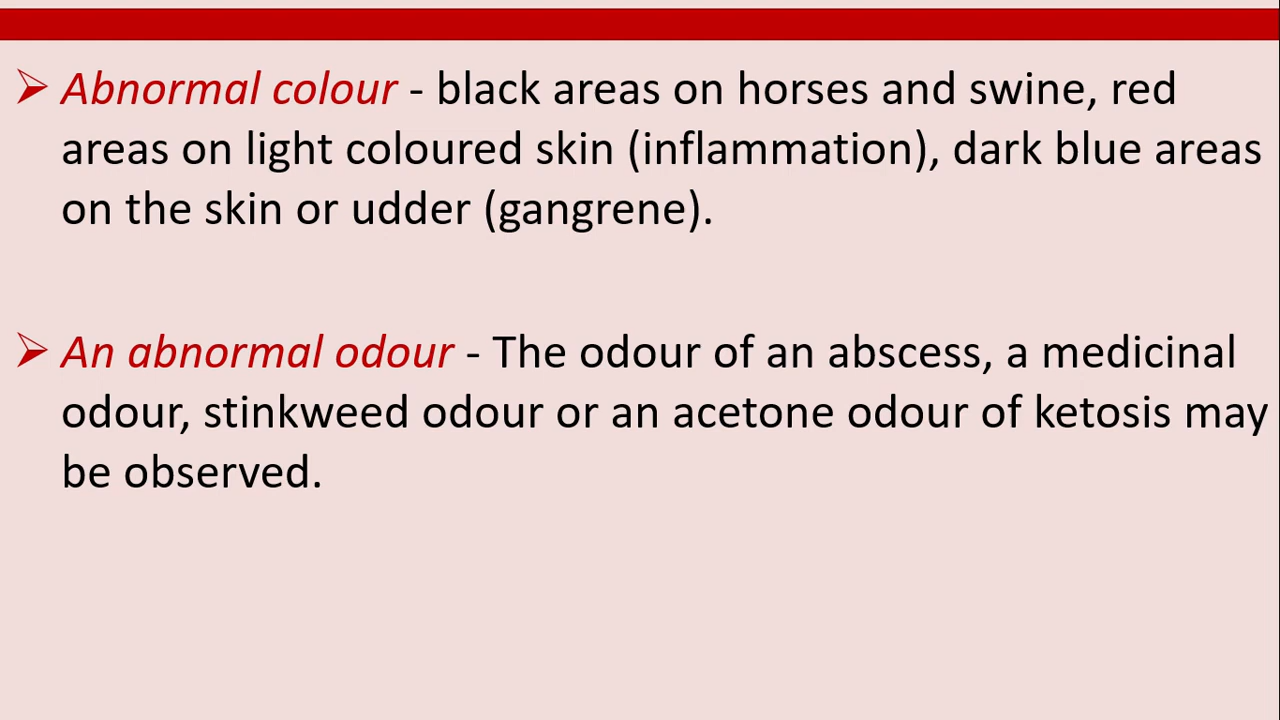 ➢ Abnormal colour - black areas on horses and swine, red
areas on light coloured skin (inflammation), dark blue areas
on the skin or udder (gangrene).
➢ An abnormal odour - The odour of an abscess, a medicinal
odour, stinkweed odour or an acetone odour of ketosis may
be observed.